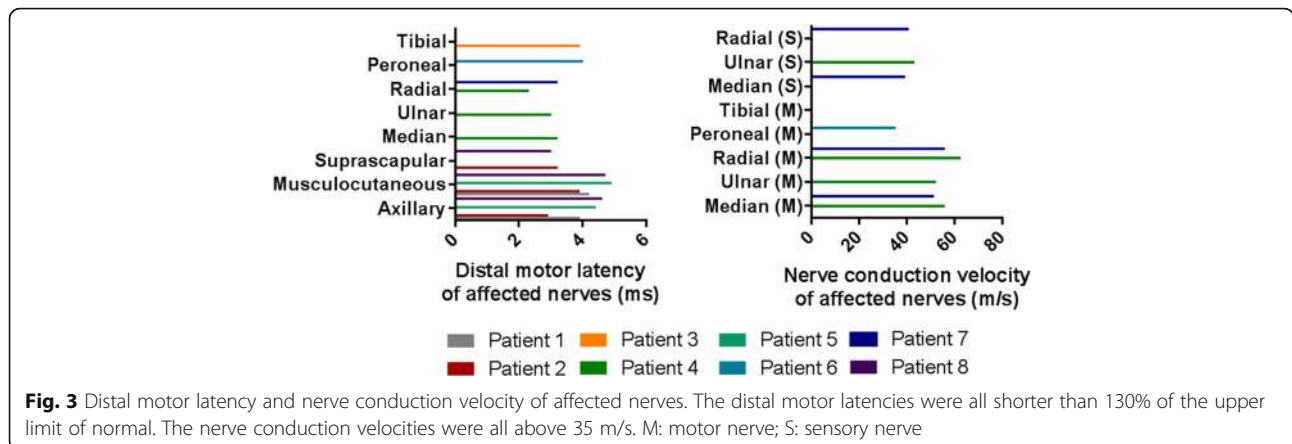 Tibial
Peroneal
Radial
Ulnar
Median
Suprascapular
Musculocutaneous
Axillary
0 2 4 6
Distal motor latency
of affected nerves (ms)
Radial (S)
Ulnar (S)
Median (S)
Tibial (M)
Peroneal (M)
Radial (M)
Ulnar (M)
Median (M)
0 20 40 60 80
Nerve conduction velocity
of affected nerves (m/s)
Patient 1 Patient 3 Patient 5 Patient 7
Patient 2 Patient 4 Patient 6 Patient 8
Fig. 3 Distal motor latency and nerve conduction velocity of affected nerves. The distal motor latencies were all shorter than 130% of the upper
limit of normal. The nerve conduction velocities were all above 35 m/s. M: motor nerve; S: sensory nerve